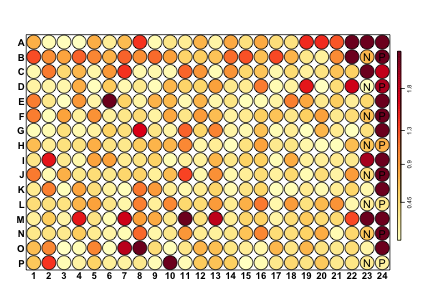 A
B N P
C
D N P
E
F N
G
H N P
I
J N
K
L N P
M
N N
O
P N P
1 2 3 4 5 6 7 8 9 10 11 12 13 14 15 16 17 18 19 20 21 22 23 24
1.8
1.3
0.9
0.45